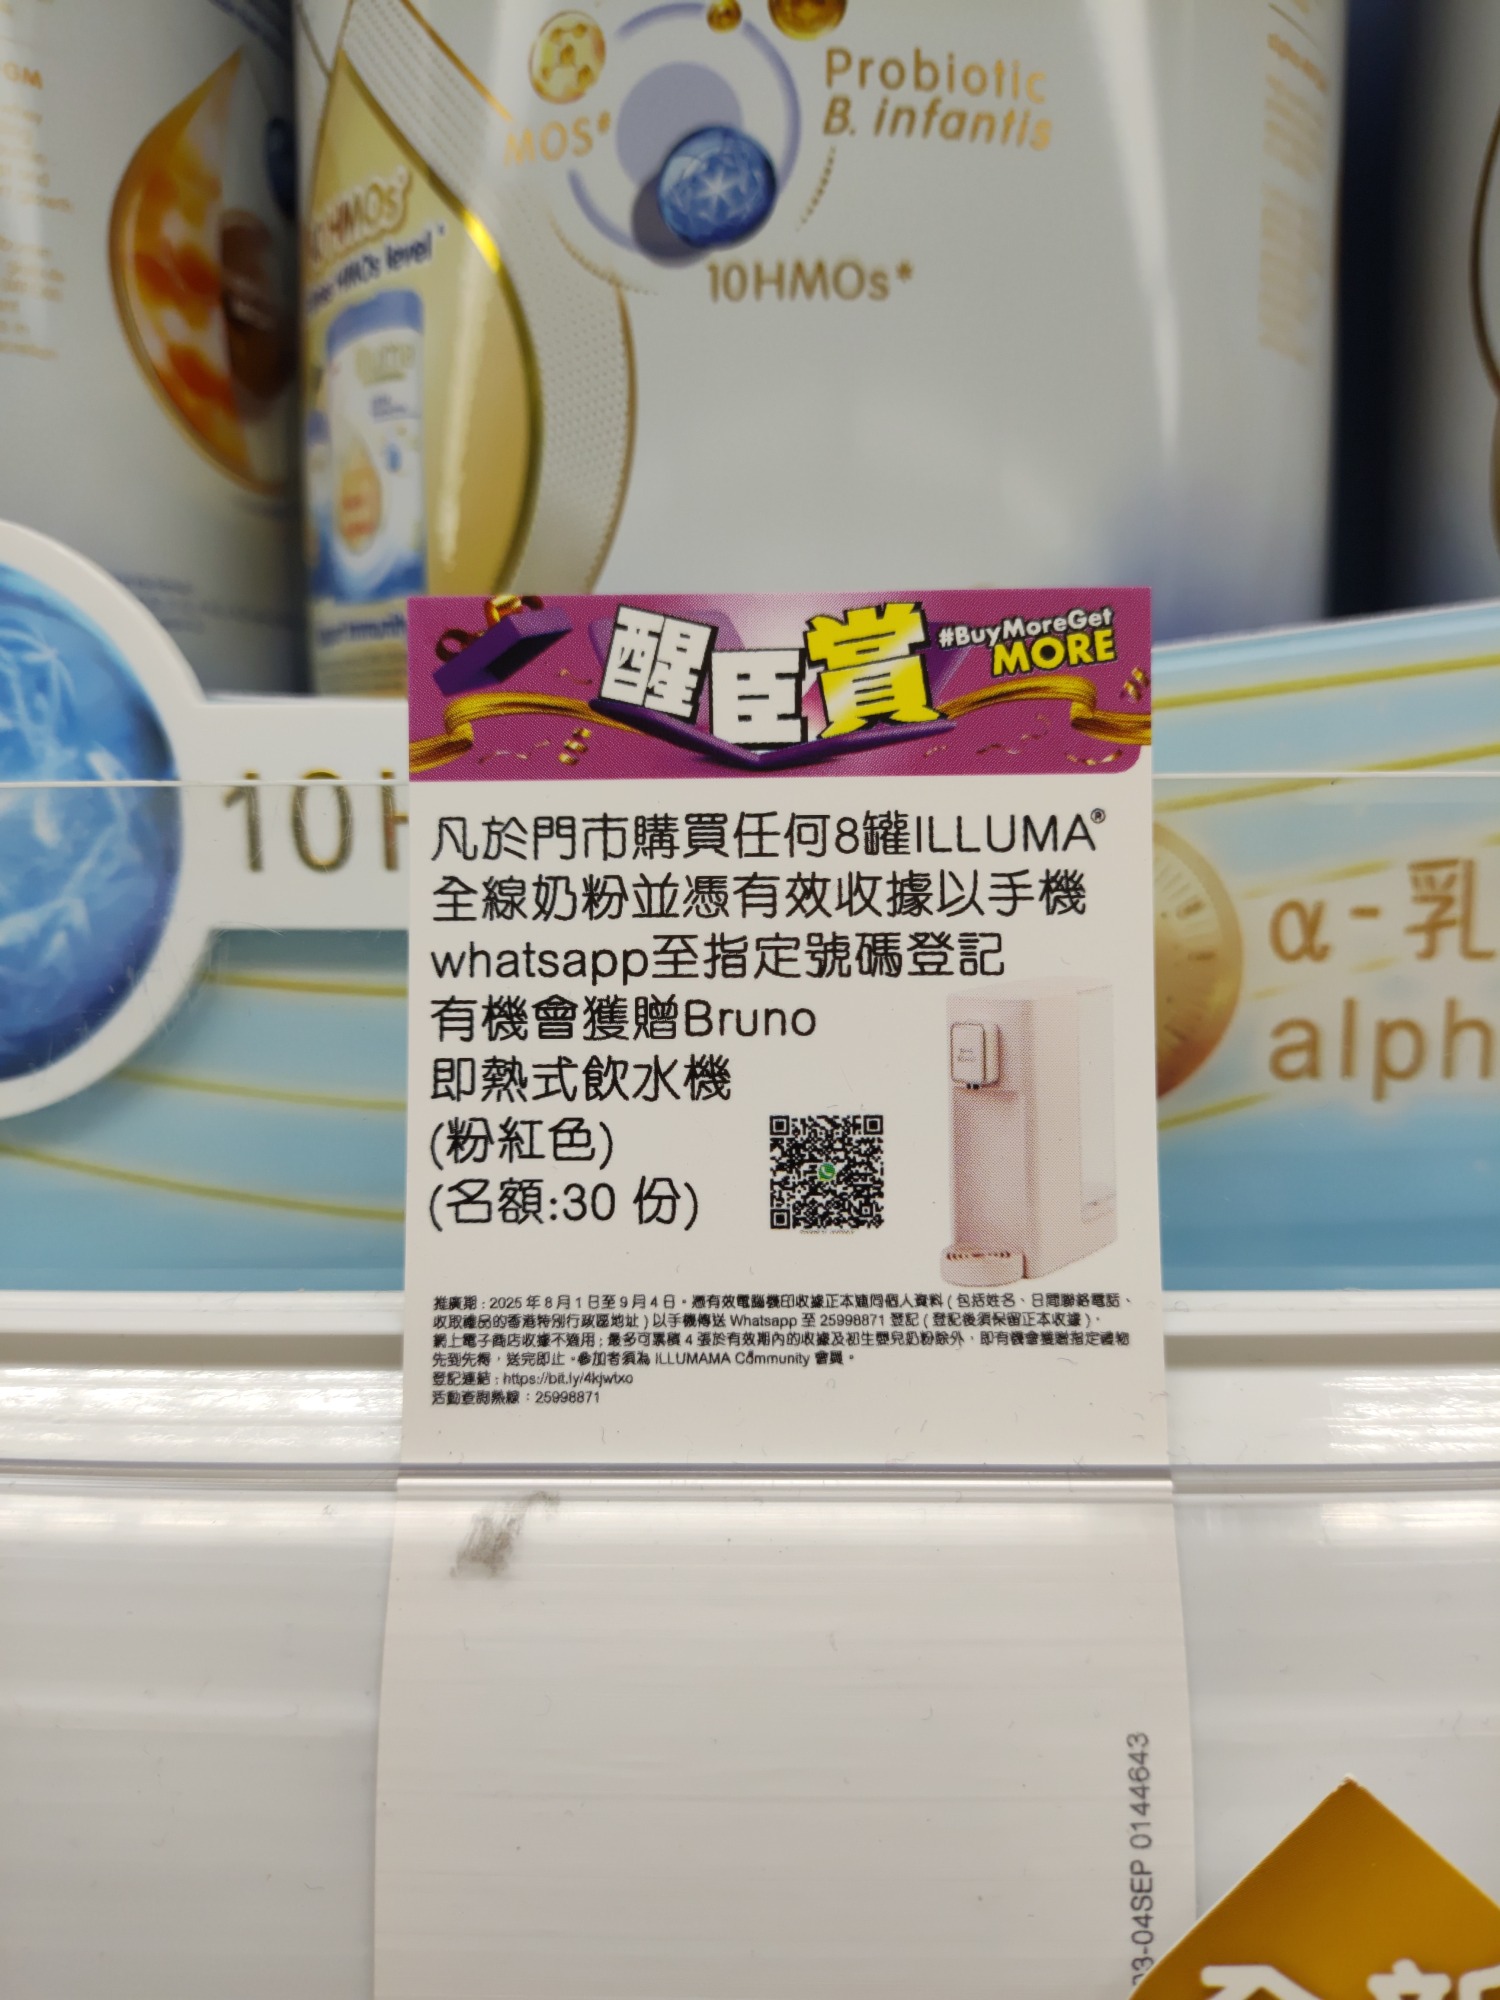 Probiotic
B. infantis
MOS#
10HMOs*
HMOs level
醒臣賞
#BuyMoreGet
MORE
凡於門市購買任何8罐ILLUMA®
全線奶粉並憑有效收據以手機
whatsapp至指定號碼登記
有機會獲贈Bruno
即熱式飲水機
(粉紅色)
(名額:30 份)
推廣期:2025 年 8 月 1 日至 9 月 4 日。憑有效電腦機印收據正本連同個人資料(包括姓名、日間聯絡電話、
收取禮品的香港特別行政區地址)以手機傳送 Whatsapp 至 25998871 登記(登記後須保留正本收據)。
網上電子商店收據不適用;最多可累積 4 張於有效期內的收據及初生嬰兒奶粉除外,即有機會獲贈指定禮物
先到先得,送完即止。參加者須為 ILLUMAMA Community 會員。
登記連結:https://bit.ly/4kjwtxo
活動查詢熱線:25998871
10
α-乳
alph
03-04SEP 0144643